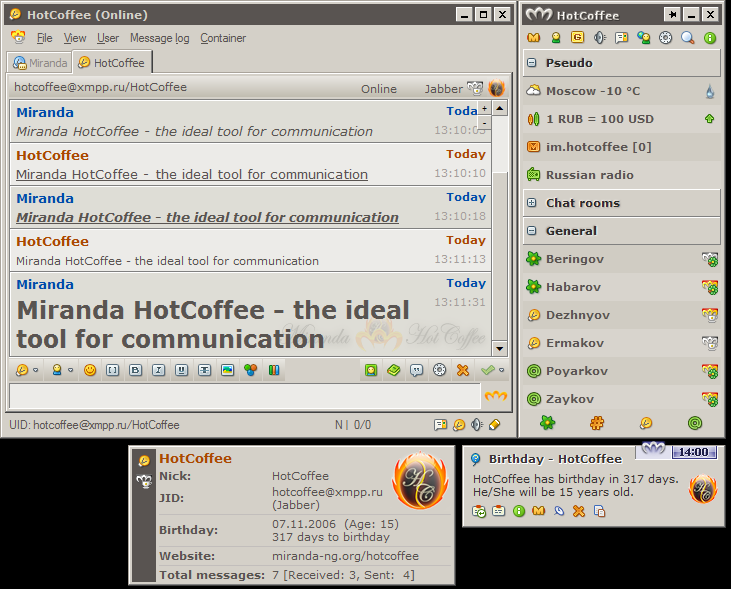 HotCoffee (Online)
File View User Message log Container
Miranda HotCoffee
hotcoffee@xmpp.ru/HotCoffee Online Jabber
Miranda Today
Miranda HotCoffee - the ideal tool for communication 13:10:03
HotCoffee Today
Miranda HotCoffee - the ideal tool for communication 13:10:10
Miranda Today
Miranda HotCoffee - the ideal tool for communication 13:10:18
HotCoffee Today
Miranda HotCoffee - the ideal tool for communication 13:11:13
Miranda Today
Miranda HotCoffee - the ideal 13:11:31
tool for communication
Miranda HotCoffee
UID: hotcoffee@xmpp.ru/HotCoffee N | 0/0
HotCoffee
Pseudo
Moscow -10 °C
1 RUB = 100 USD
im.hotcoffee [0]
Russian radio
Chat rooms
General
Beringov
Habarov
Dezhnyov
Ermakov
Poyarkov
Zaykov
HotCoffee
Nick: HotCoffee
JID: hotcoffee@xmpp.ru
(Jabber)
Birthday: 07.11.2006 (Age: 15)
317 days to birthday
Website: miranda-ng.org/hotcoffee
Total messages: 7 [Received: 3, Sent: 4]
Birthday - HotCoffee 14:00
HotCoffee has birthday in 317 days.
He/She will be 15 years old.